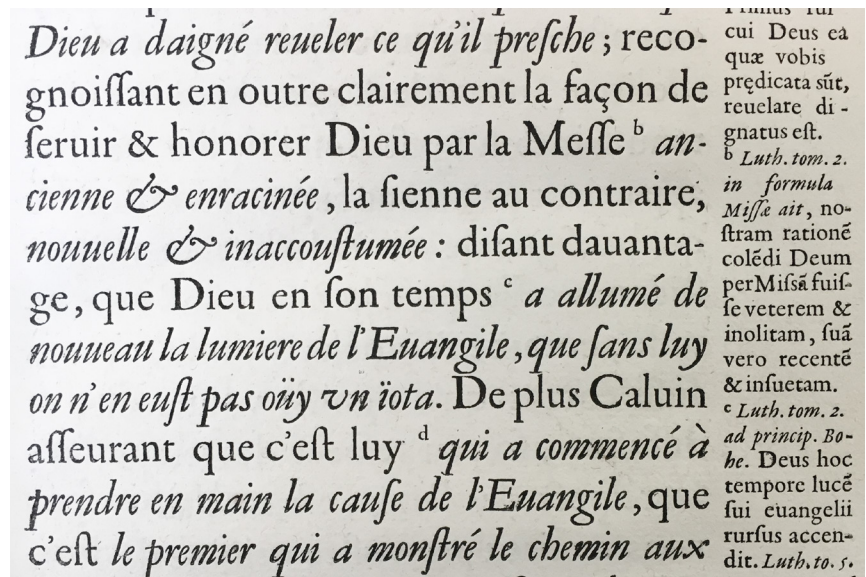 Dieu a daigné reueler ce qu'il preſche ; reco-
gnoiſſant en outre clairement la façon de
ſeruir & honorer Dieu par la Meſſe ᵇ an-
cienne & enracinée, la ſienne au contraire,
nouuelle & inaccouſtumée : diſant dauanta-
ge, que Dieu en ſon temps ᶜ a allumé de
nouueau la lumiere de l'Euangile, que ſans luy
on n'en euſt pas oüy vn ïota. De plus Caluin
aſſeurant que c'eſt luy ᵈ qui a commencé à
prendre en main la cauſe de l'Euangile, que
c'eſt le premier qui a monſtré le chemin aux
cui Deus ea
quæ vobis
prędicata sũt,
reuelare di-
gnatus eſt.
ᵇ Luth. tom. 2.
in formula
Miſſæ ait, no-
ſtram rationẽ
colẽdi Deum
per Miſsã fuiſ-
ſe veterem &
inolitam, ſuã
vero recentẽ
& inſuetam.
ᶜ Luth. tom. 2.
ad princip. Bo-
he. Deus hoc
tempore lucẽ
ſui euangelii
rurſus accen-
dit. Luth. to. 5.